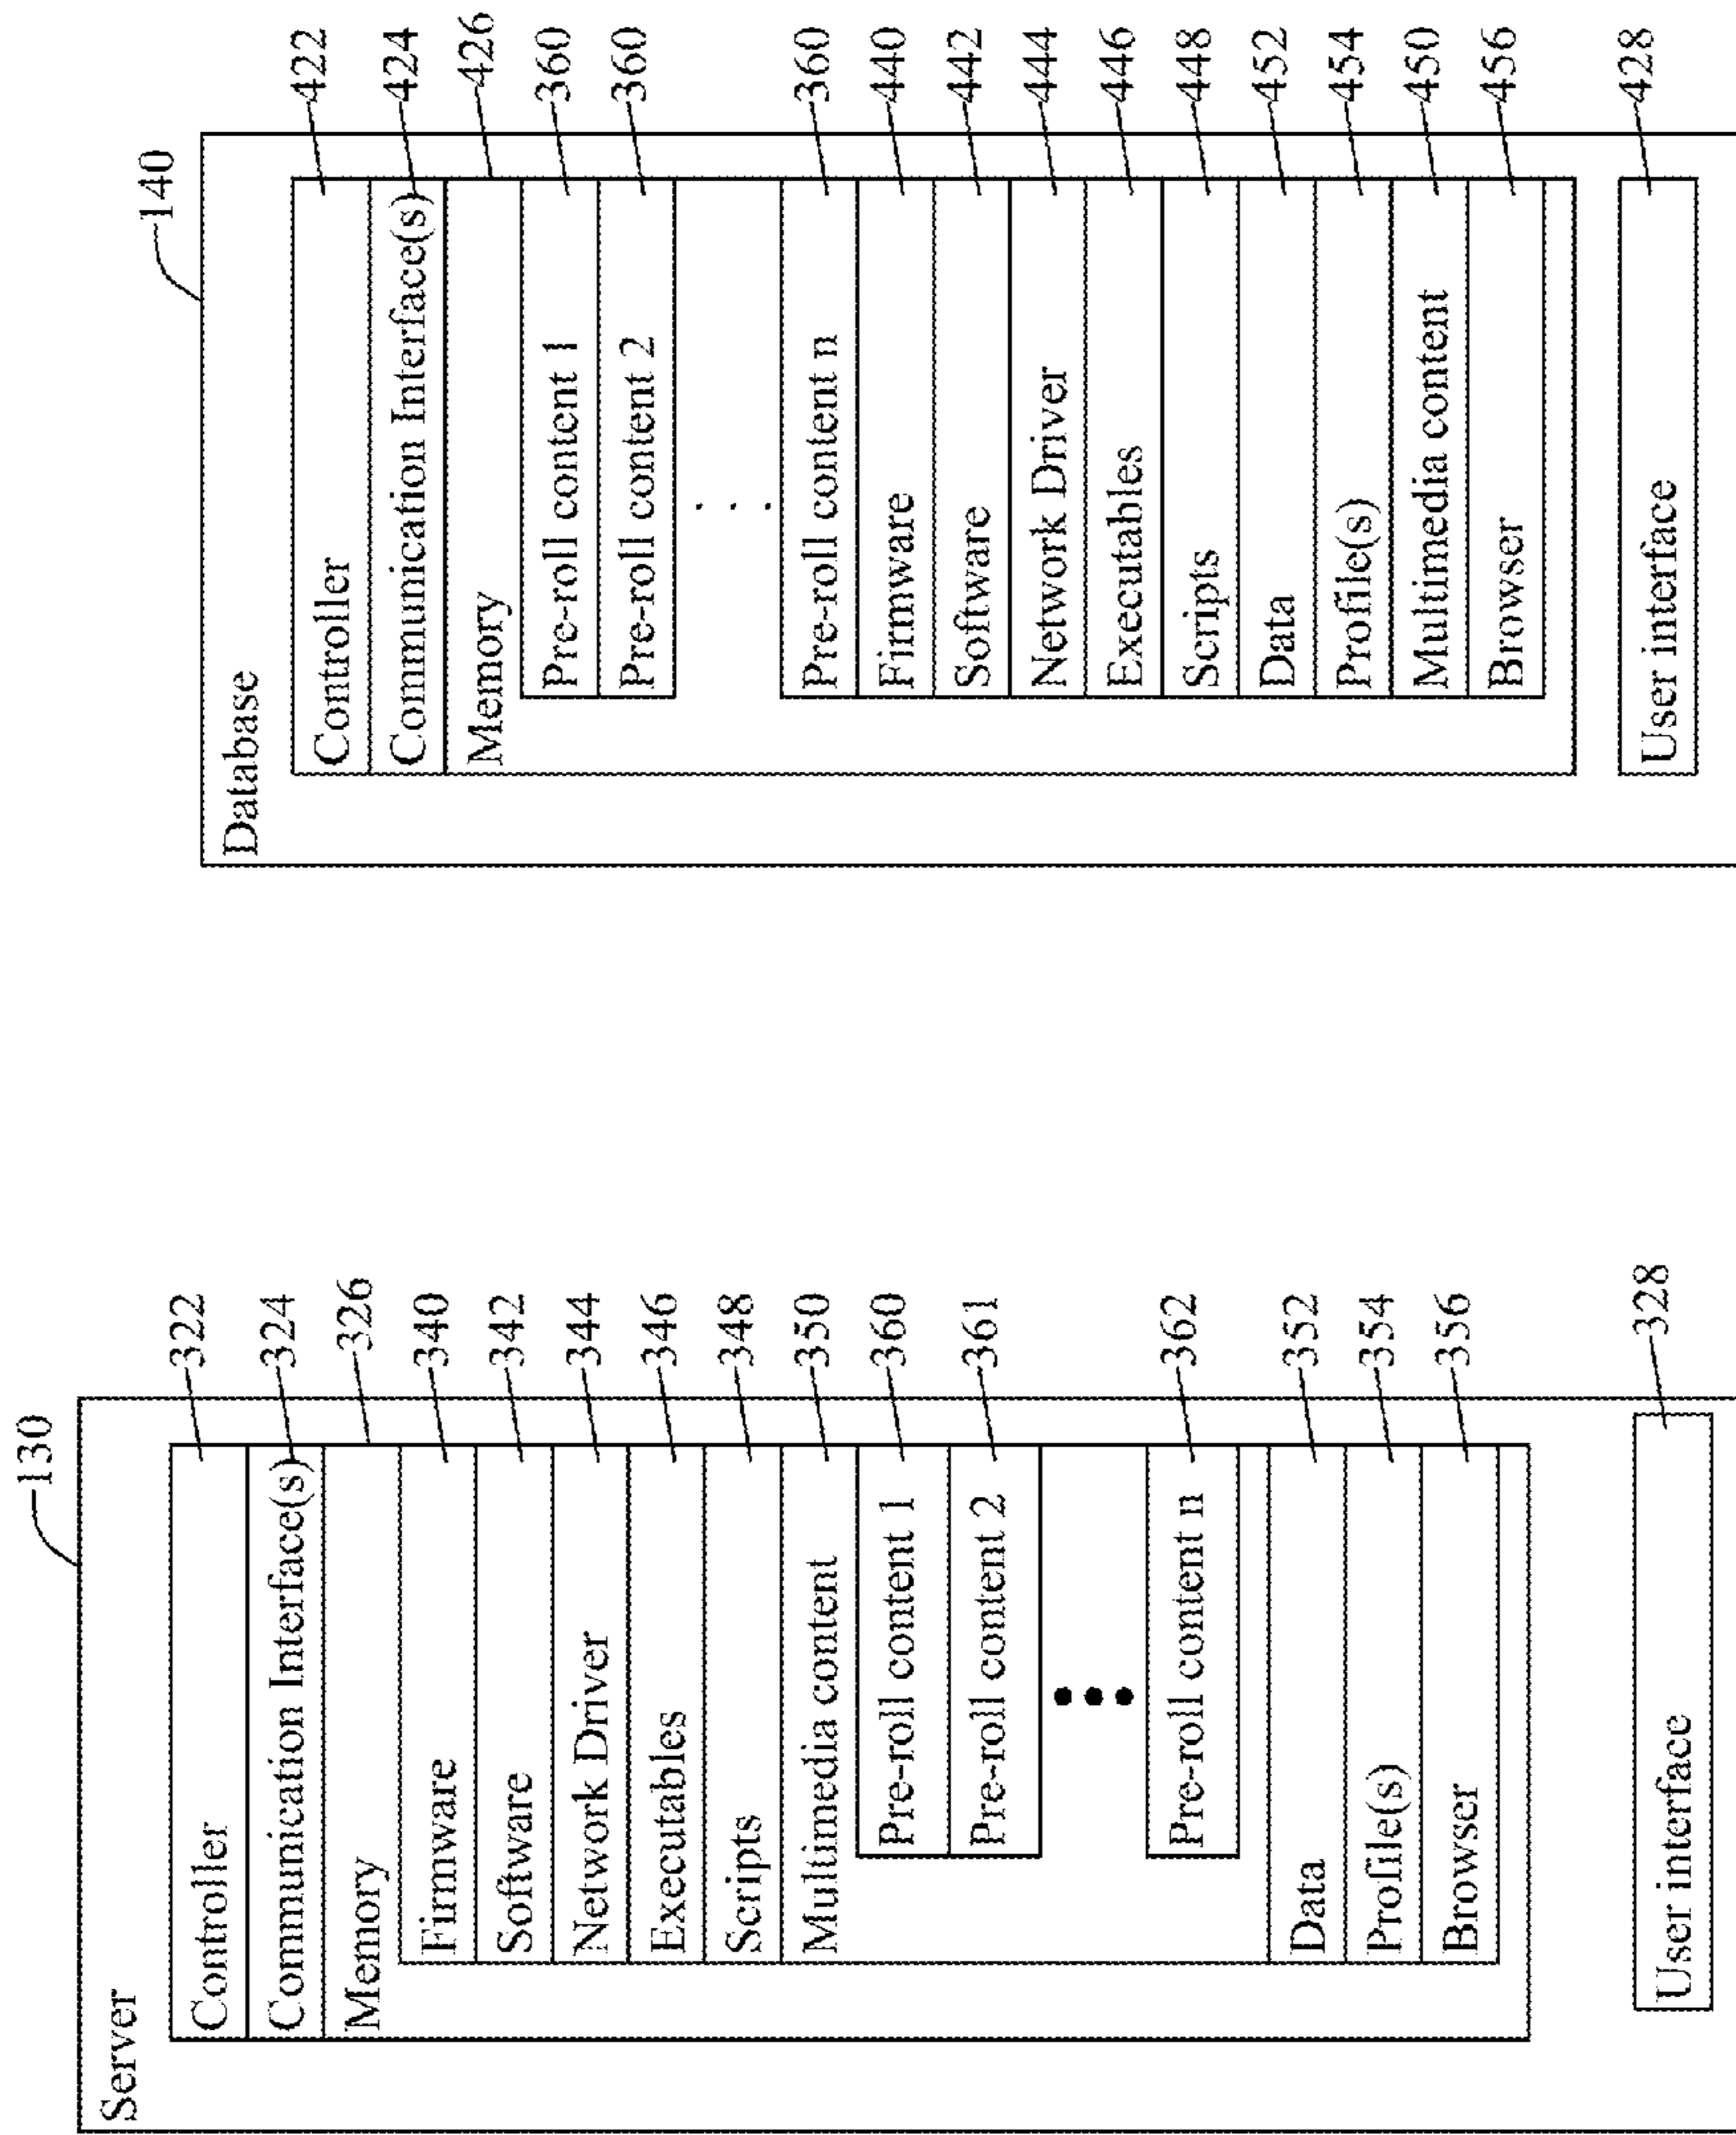 130
Server
Controller 322
Communication Interface(s) 324
Memory 326
Firmware 340
Software 342
Network Driver 344
Executables 346
Scripts 348
Multimedia content 350
Pre-roll content 1 360
Pre-roll content 2 361
Pre-roll content n 362
Data 352
Profile(s) 354
Browser 356
User interface 328
140
Database
Controller 422
Communication Interface(s) 424
Memory 426
Pre-roll content 1 360
Pre-roll content 2 360
. . .
Pre-roll content n 360
Firmware 440
Software 442
Network Driver 444
Executables 446
Scripts 448
Data 452
Profile(s) 454
Multimedia content 450
Browser 456
User interface 428